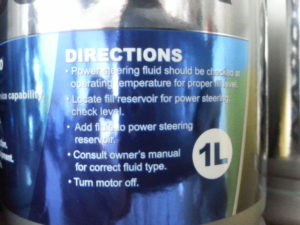 DIRECTIONS
• Power steering fluid should be checked at
operating temperature for proper fill level.
• Locate fill reservoir for power steering,
check level.
• Add fluid to power steering
reservoir.
• Consult owner's manual
for correct fluid type.
• Turn motor off.
1L
capability.